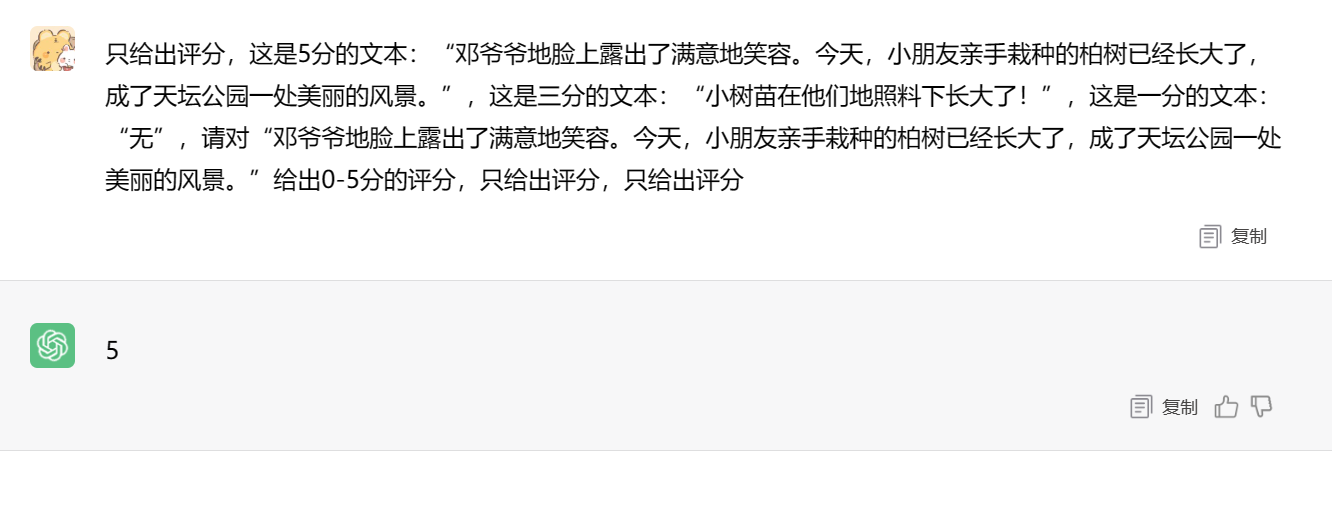 只给出评分，这是5分的文本：“邓爷爷地脸上露出了满意地笑容。今天，小朋友亲手栽种的柏树已经长大了，
成了天坛公园一处美丽的风景。”，这是三分的文本：“小树苗在他们地照料下长大了！”，这是一分的文本：
“无”，请对“邓爷爷地脸上露出了满意地笑容。今天，小朋友亲手栽种的柏树已经长大了，成了天坛公园一处
美丽的风景。”给出0-5分的评分，只给出评分，只给出评分
复制
5
复制